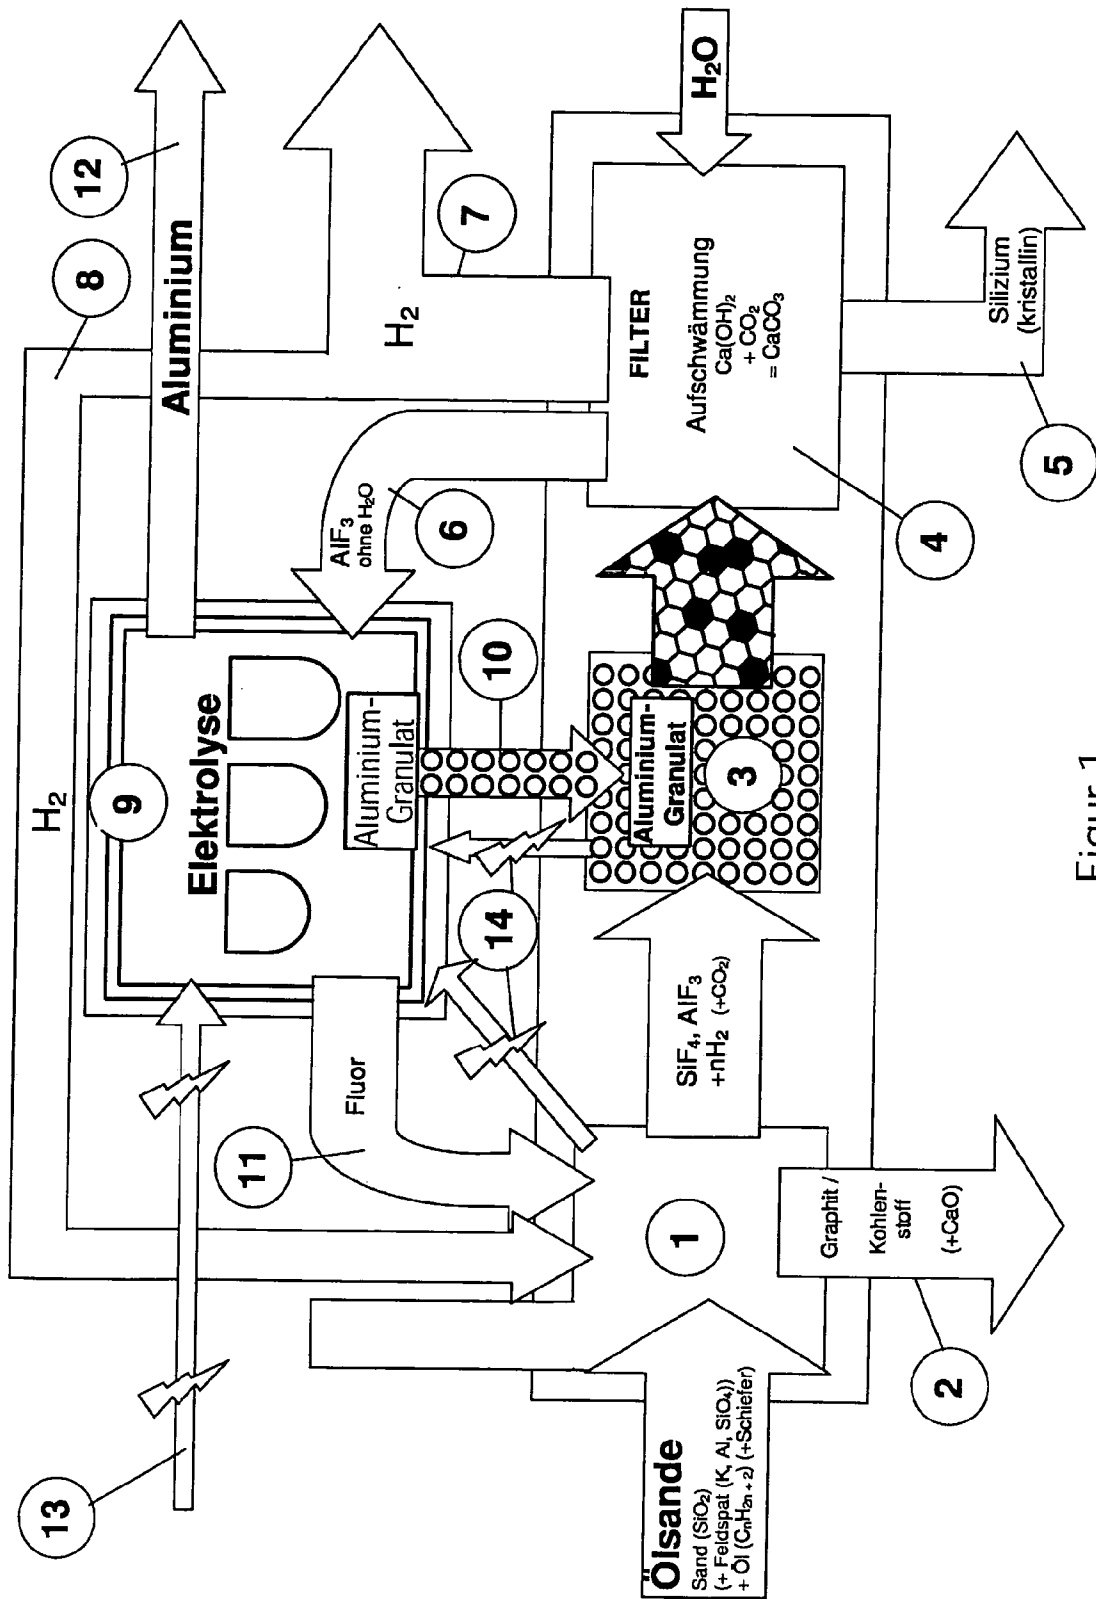 13
8
12
H₂
Aluminium
9
Elektrolyse
Aluminium-
Granulat
AlF₃
ohne H₂O
6
H₂
7
11
Fluor
14
10
Ölsande
Sand (SiO₂)
(+ Feldspat (K, Al, SiO₄))
+ Öl (CₙH₂ₙ₊₂) (+Schiefer)
1
SiF₄, AlF₃
+nH₂ (+CO₂)
Aluminium-
Granulat
3
FILTER
Aufschwämmung
Ca(OH)₂
+ CO₂
= CaCO₃
H₂O
2
Graphit /
Kohlen-
stoff
(+CaO)
4
5
Silizium
(kristallin)
Figur 1